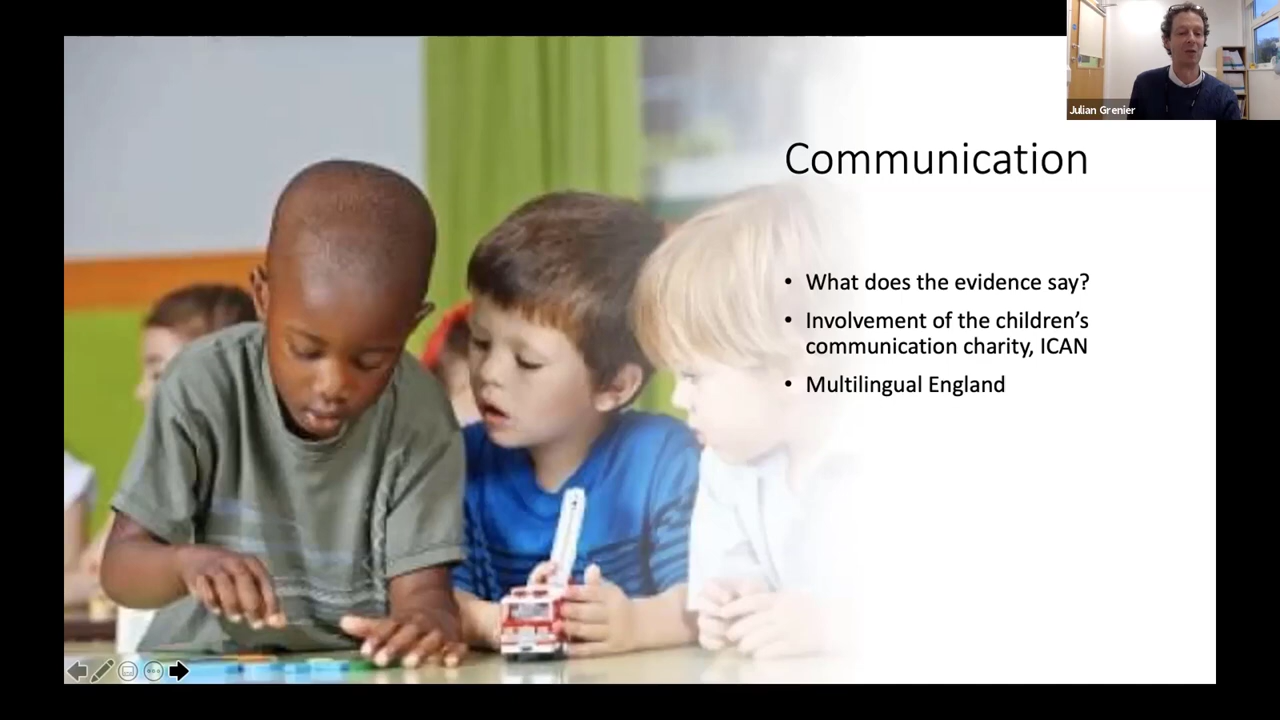 Julian Grenier
Communication
• What does the evidence say?
• Involvement of the children’s
communication charity, ICAN
• Multilingual England